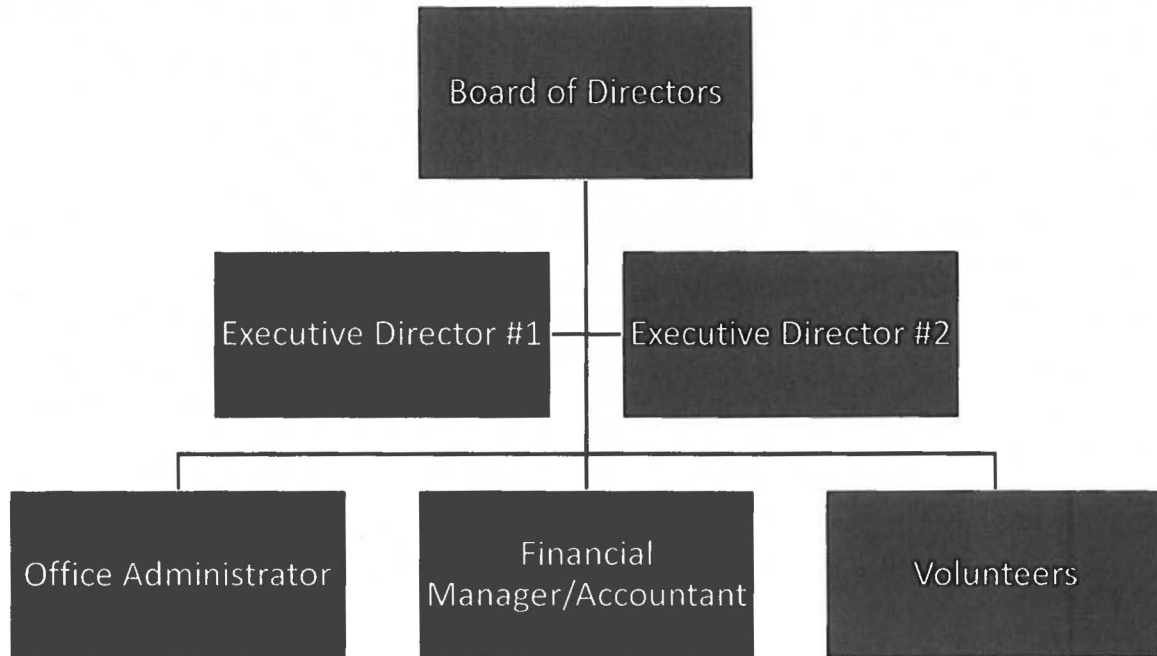 Board of Directors
Executive Director #1
Executive Director #2
Office Administrator
Financial
Manager/Accountant
Volunteers